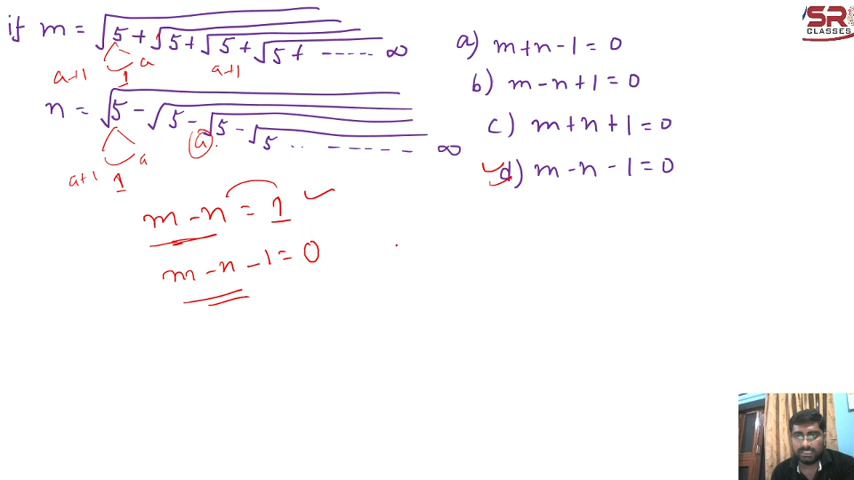 if m = √5 + √5 + √5 + √5 + ...... ∞
a+1 1 a a+1
n = √5 - √5 - √5 - √5 .. ------ ∞
a+1 1 a a
m - n = 1
m - n - 1 = 0
a) m + n - 1 = 0
b) m - n + 1 = 0
c) m + n + 1 = 0
d) m - n - 1 = 0
SR
CLASSES